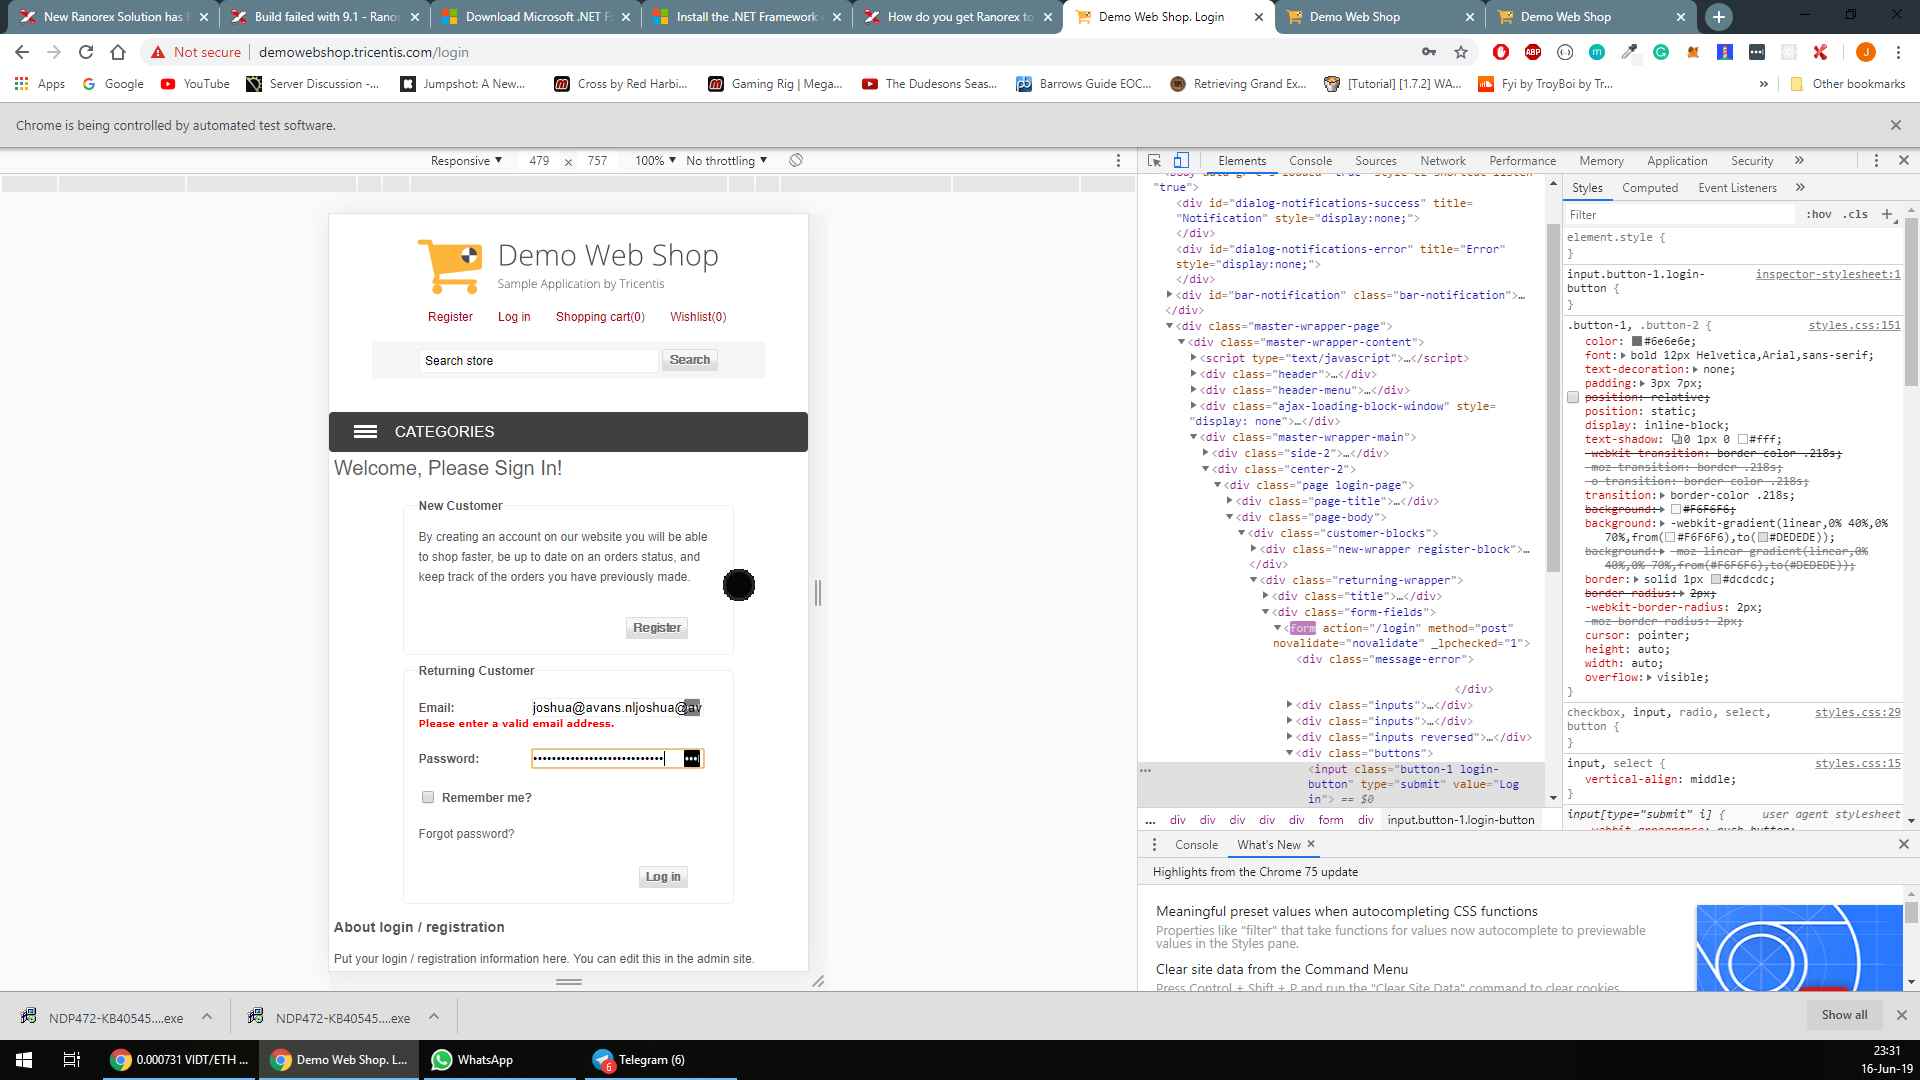 New Ranorex Solution has
Build failed with 9.1 - Ranor
Download Microsoft .NET F
Install the .NET Framework
How do you get Ranorex to
Demo Web Shop. Login
Demo Web Shop
Demo Web Shop
Not secure
demowebshop.tricentis.com/login
Apps
Google
YouTube
Server Discussion -...
Jumpshot: A New...
Cross by Red Harbi...
Gaming Rig | Mega...
The Dudesons Seas...
Barrows Guide EOC...
Retrieving Grand Ex...
[Tutorial] [1.7.2] WA...
Fyi by TroyBoi by Tr...
»
Other bookmarks
Chrome is being controlled by automated test software.
Responsive
479 x 757
100%
No throttling
Demo Web Shop
Sample Application by Tricentis
Register
Log in
Shopping cart(0)
Wishlist(0)
Search store
Search
CATEGORIES
Welcome, Please Sign In!
New Customer
By creating an account on our website you will be able
to shop faster, be up to date on an orders status, and
keep track of the orders you have previously made.
Register
Returning Customer
Email:
joshua@avans.nljoshua@av
Please enter a valid email address.
Password:
Remember me?
Forgot password?
Log in
About login / registration
Put your login / registration information here. You can edit this in the admin site.
Elements
Console
Sources
Network
Performance
Memory
Application
Security
»
"true">
<div id="dialog-notifications-success" title=
"Notification" style="display:none;">
</div>
<div id="dialog-notifications-error" title="Error"
style="display:none;">
</div>
<div id="bar-notification" class="bar-notification">…
</div>
<div class="master-wrapper-page">
<div class="master-wrapper-content">
<script type="text/javascript">…</script>
<div class="header">…</div>
<div class="header-menu">…</div>
<div class="ajax-loading-block-window" style=
"display: none">…</div>
<div class="master-wrapper-main">
<div class="side-2">…</div>
<div class="center-2">
<div class="page login-page">
<div class="page-title">…</div>
<div class="page-body">
<div class="customer-blocks">
<div class="new-wrapper register-block">…
</div>
<div class="returning-wrapper">
<div class="title">…</div>
<div class="form-fields">
<form action="/login" method="post"
novalidate="novalidate" _lpchecked="1">
<div class="message-error">
</div>
<div class="inputs">…</div>
<div class="inputs">…</div>
<div class="inputs reversed">…</div>
<div class="buttons">
<input class="button-1 login-
button" type="submit" value="Log
in"> == $0
... div div div div div form div input.button-1.login-button
Styles
Computed
Event Listeners
»
Filter
:hov .cls +
element.style {
}
input.button-1.login-
button {
inspector-stylesheet:1
}
.button-1, .button-2 {
styles.css:151
color: #6e6e6e;
font: bold 12px Helvetica,Arial,sans-serif;
text-decoration: none;
padding: 3px 7px;
position: relative;
position: static;
display: inline-block;
text-shadow: 0 1px 0 #fff;
-webkit-transition: border-color .218s;
-moz-transition: border .218s;
-o-transition: border-color .218s;
transition: border-color .218s;
background: #F6F6F6;
background: -webkit-gradient(linear,0% 40%,0%
70%,from(#F6F6F6),to(#DEDEDE));
background: -moz-linear-gradient(linear,0%
40%,0% 70%,from(#F6F6F6),to(#DEDEDE));
border: solid 1px #dcdcdc;
border-radius: 2px;
-webkit-border-radius: 2px;
-moz-border-radius: 2px;
cursor: pointer;
height: auto;
width: auto;
overflow: visible;
}
checkbox, input, radio, select,
button {
styles.css:29
}
input, select {
styles.css:15
vertical-align: middle;
}
input[type="submit" i] {
user agent stylesheet
Console
What's New
Highlights from the Chrome 75 update
Meaningful preset values when autocompleting CSS functions
Properties like "filter" that take functions for values now autocomplete to previewable
values in the Styles pane.
Clear site data from the Command Menu
Press Control + Shift + P and run the "Clear Site Data" command to clear cookies
NDP472-KB40545....exe
NDP472-KB40545....exe
Show all
0.000731 VIDT/ETH ...
Demo Web Shop. L...
WhatsApp
Telegram (6)
23:31
16-Jun-19